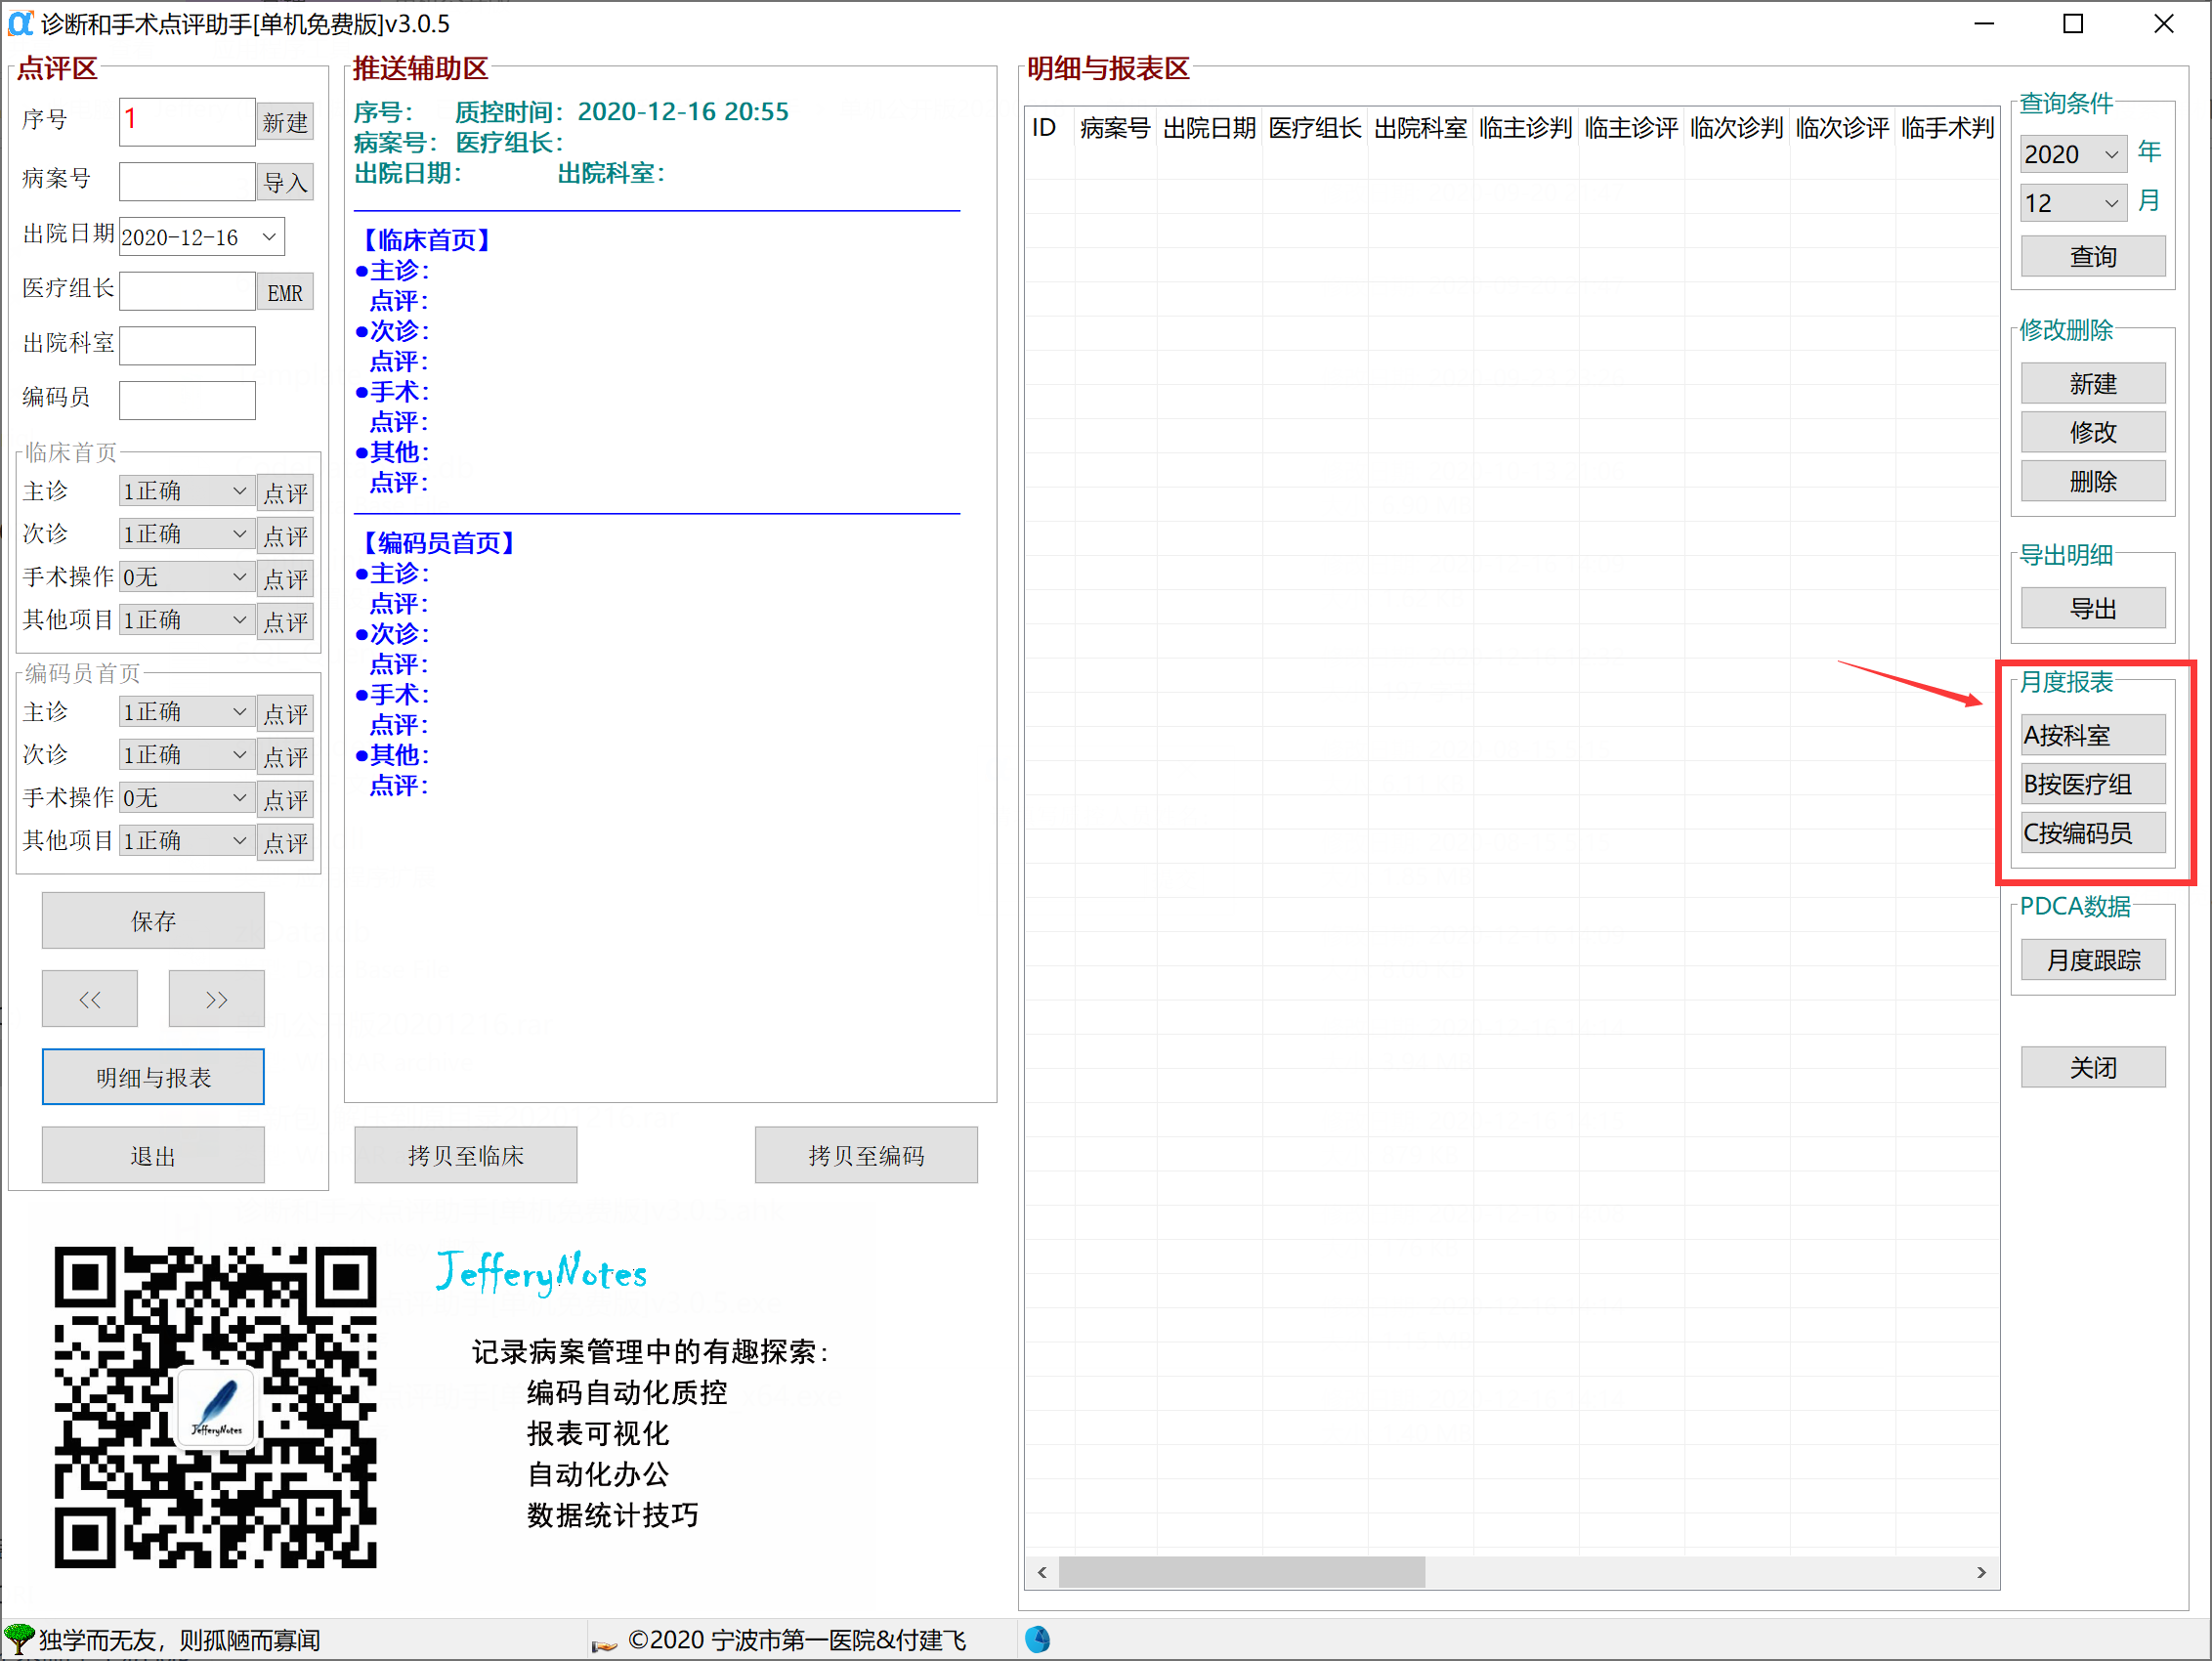 诊断和手术点评助手[单机免费版]v3.0.5
点评区
序号 1 新建
病案号 导入
出院日期 2020-12-16
医疗组长 EMR
出院科室
编码员
临床首页
主诊 1正确 点评
次诊 1正确 点评
手术操作 0无 点评
其他项目 1正确 点评
编码员首页
主诊 1正确 点评
次诊 1正确 点评
手术操作 0无 点评
其他项目 1正确 点评
保存
<< >>
明细与报表
退出
推送辅助区
序号： 质控时间：2020-12-16 20:55
病案号：医疗组长：
出院日期： 出院科室：
【临床首页】
●主诊：
点评：
●次诊：
点评：
●手术：
点评：
●其他：
点评：
【编码员首页】
●主诊：
点评：
●次诊：
点评：
●手术：
点评：
●其他：
点评：
拷贝至临床 拷贝至编码
明细与报表区
ID 病案号 出院日期 医疗组长 出院科室 临主诊判 临主诊评 临次诊判 临次诊评 临手术判
查询条件
2020 年
12 月
查询
修改删除
新建
修改
删除
导出明细
导出
月度报表
A按科室
B按医疗组
C按编码员
PDCA数据
月度跟踪
关闭
JefferyNotes
JefferyNotes
记录病案管理中的有趣探索：
编码自动化质控
报表可视化
自动化办公
数据统计技巧
独学而无友，则孤陋而寡闻
©2020 宁波市第一医院&付建飞